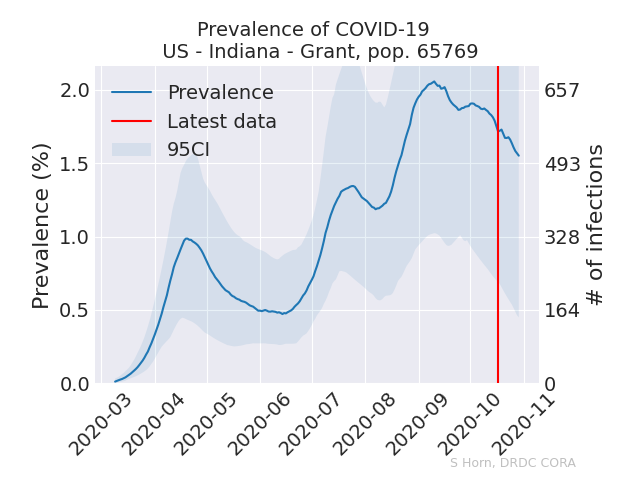 Prevalence of COVID-19
US - Indiana - Grant, pop. 65769
Prevalence
Latest data
95CI
Prevalence (%)
2.0
1.5
1.0
0.5
0.0
657
493
328
164
0
# of infections
2020-03
2020-04
2020-05
2020-06
2020-07
2020-08
2020-09
2020-10
2020-11
S Horn, DRDC CORA